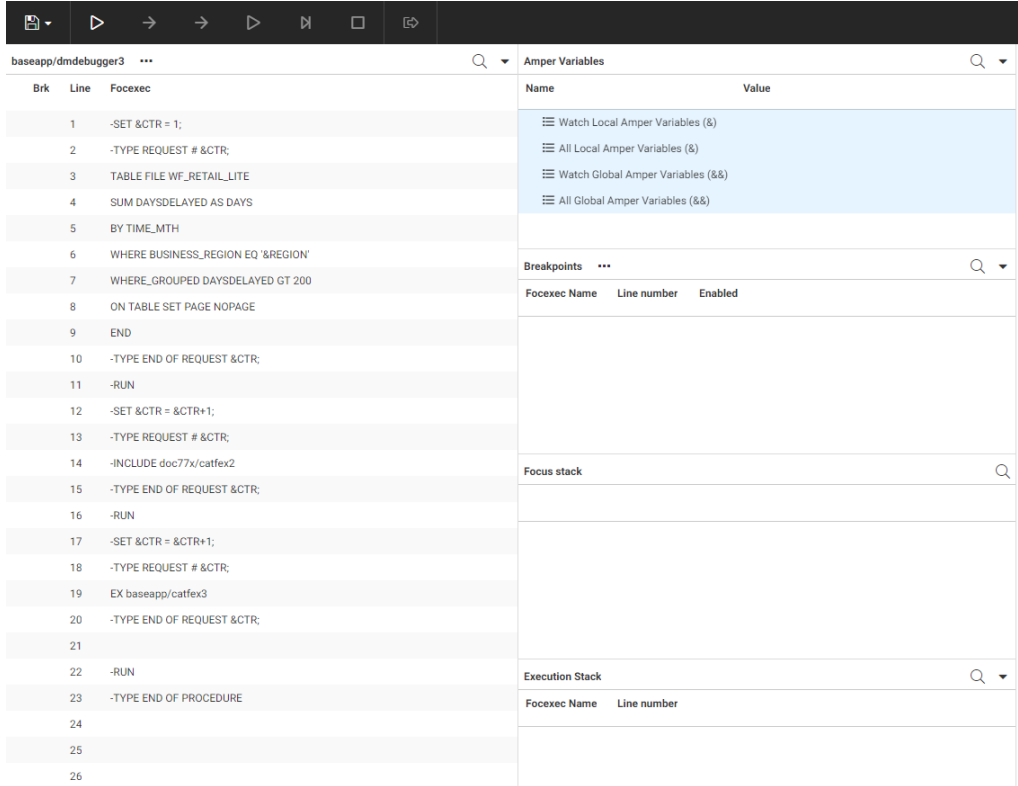 baseapp/dmdebugger3 •••
Brk Line Focexec
1 -SET &CTR = 1;
2 -TYPE REQUEST # &CTR;
3 TABLE FILE WF_RETAIL_LITE
4 SUM DAYSDELAYED AS DAYS
5 BY TIME_MTH
6 WHERE BUSINESS_REGION EQ '&REGION'
7 WHERE_GROUPED DAYSDELAYED GT 200
8 ON TABLE SET PAGE NOPAGE
9 END
10 -TYPE END OF REQUEST &CTR;
11 -RUN
12 -SET &CTR = &CTR+1;
13 -TYPE REQUEST # &CTR;
14 -INCLUDE doc77x/catfex2
15 -TYPE END OF REQUEST &CTR;
16 -RUN
17 -SET &CTR = &CTR+1;
18 -TYPE REQUEST # &CTR;
19 EX baseapp/catfex3
20 -TYPE END OF REQUEST &CTR;
21
22 -RUN
23 -TYPE END OF PROCEDURE
24
25
26
Amper Variables
Name Value
Watch Local Amper Variables (&)
All Local Amper Variables (&)
Watch Global Amper Variables (&&)
All Global Amper Variables (&&)
Breakpoints •••
Focexec Name Line number Enabled
Focus stack
Execution Stack
Focexec Name Line number